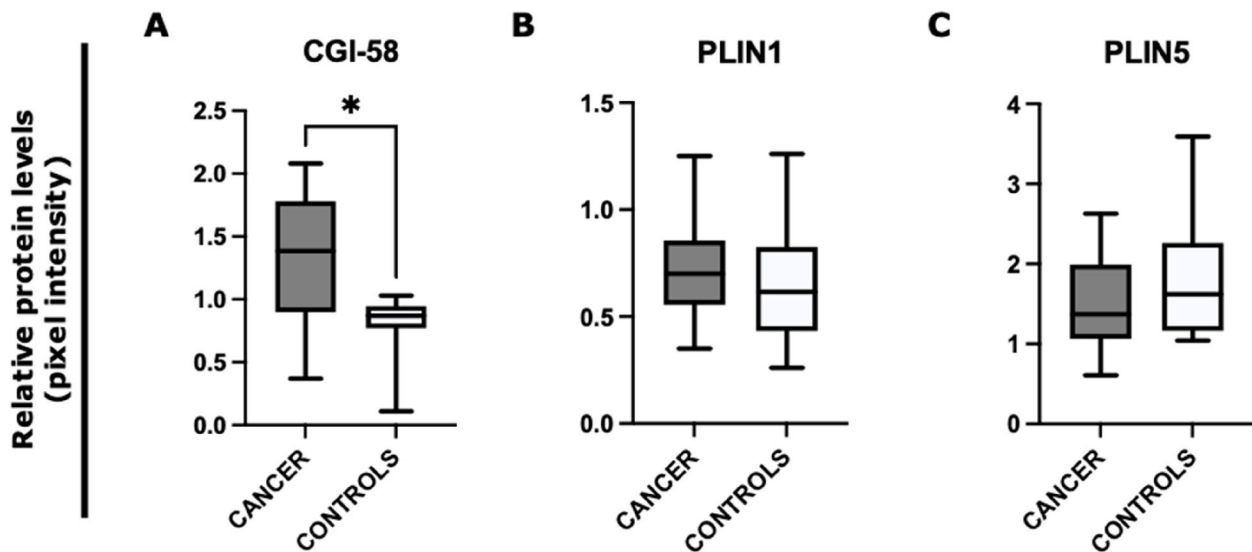 A
CGI-58
*
2.5
2.0
1.5
1.0
0.5
0.0
CANCER
CONTROLS
B
PLIN1
1.5
1.0
0.5
0.0
CANCER
CONTROLS
C
PLIN5
4
3
2
1
0
CANCER
CONTROLS
Relative protein levels
(pixel intensity)